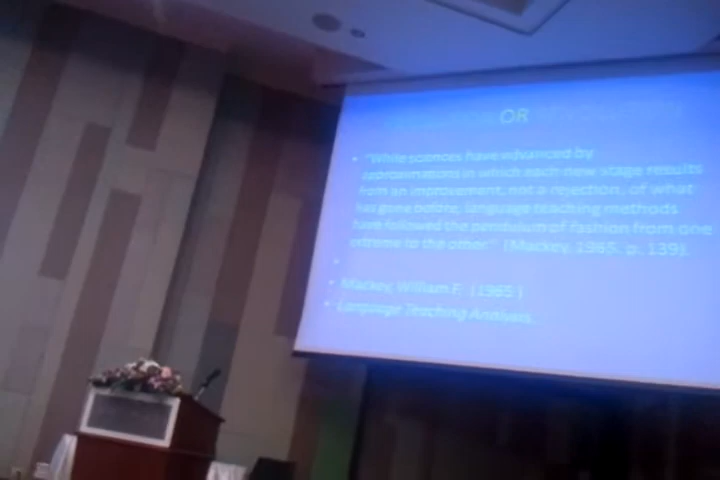 OR
• "While sciences have advanced by
approximations in which each new stage results
from an improvement, not a rejection, of what
has gone before, language teaching methods
have followed the pendulum of fashion from one
extreme to the other." (Mackey, 1965. p. 139).
•
• Mackey, William F. (1965)
• Language Teaching Analysis.